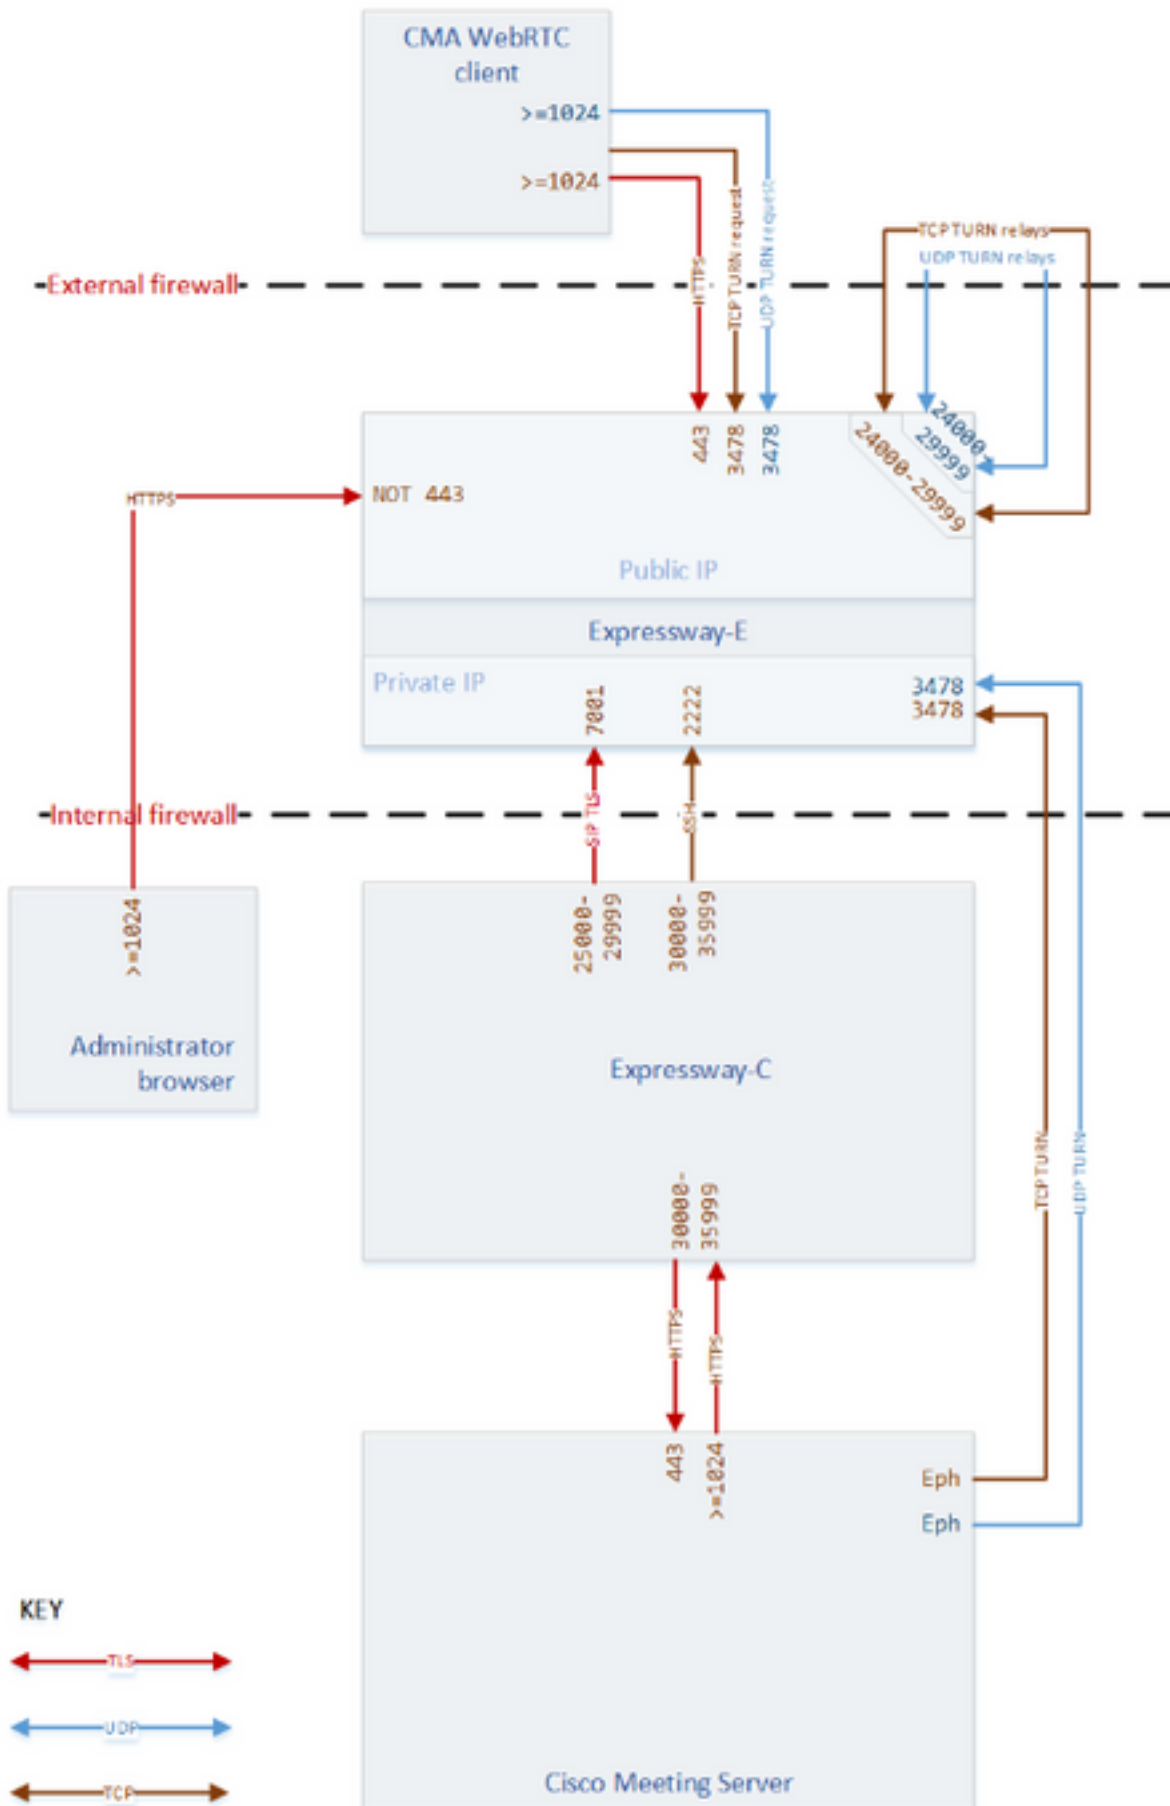 CMA WebRTC
client
>=1024
>=1024
TCP TURN relays
UDP TURN relays
External firewall
HTTPS
TCP TURN request
UDP TURN request
443
3478
3478
24000-
29999
24000-29999
HTTPS
NOT 443
Public IP
Expressway-E
Private IP
7001
2222
3478
3478
Internal firewall
SIP TLS
SSH
>=1024
25000-
29999
30000-
35999
Administrator
browser
Expressway-C
TCP TURN
UDP TURN
30000-
35999
HTTPS
HTTPS
443
>=1024
Eph
Eph
KEY
TLS
UDP
TCP
Cisco Meeting Server